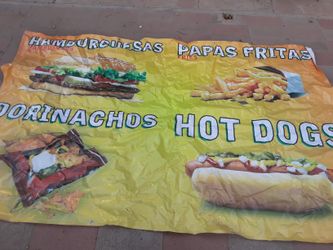 HAMBURGUESAS
PAPAS FRITAS
DORINACHOS
HOT DOGS